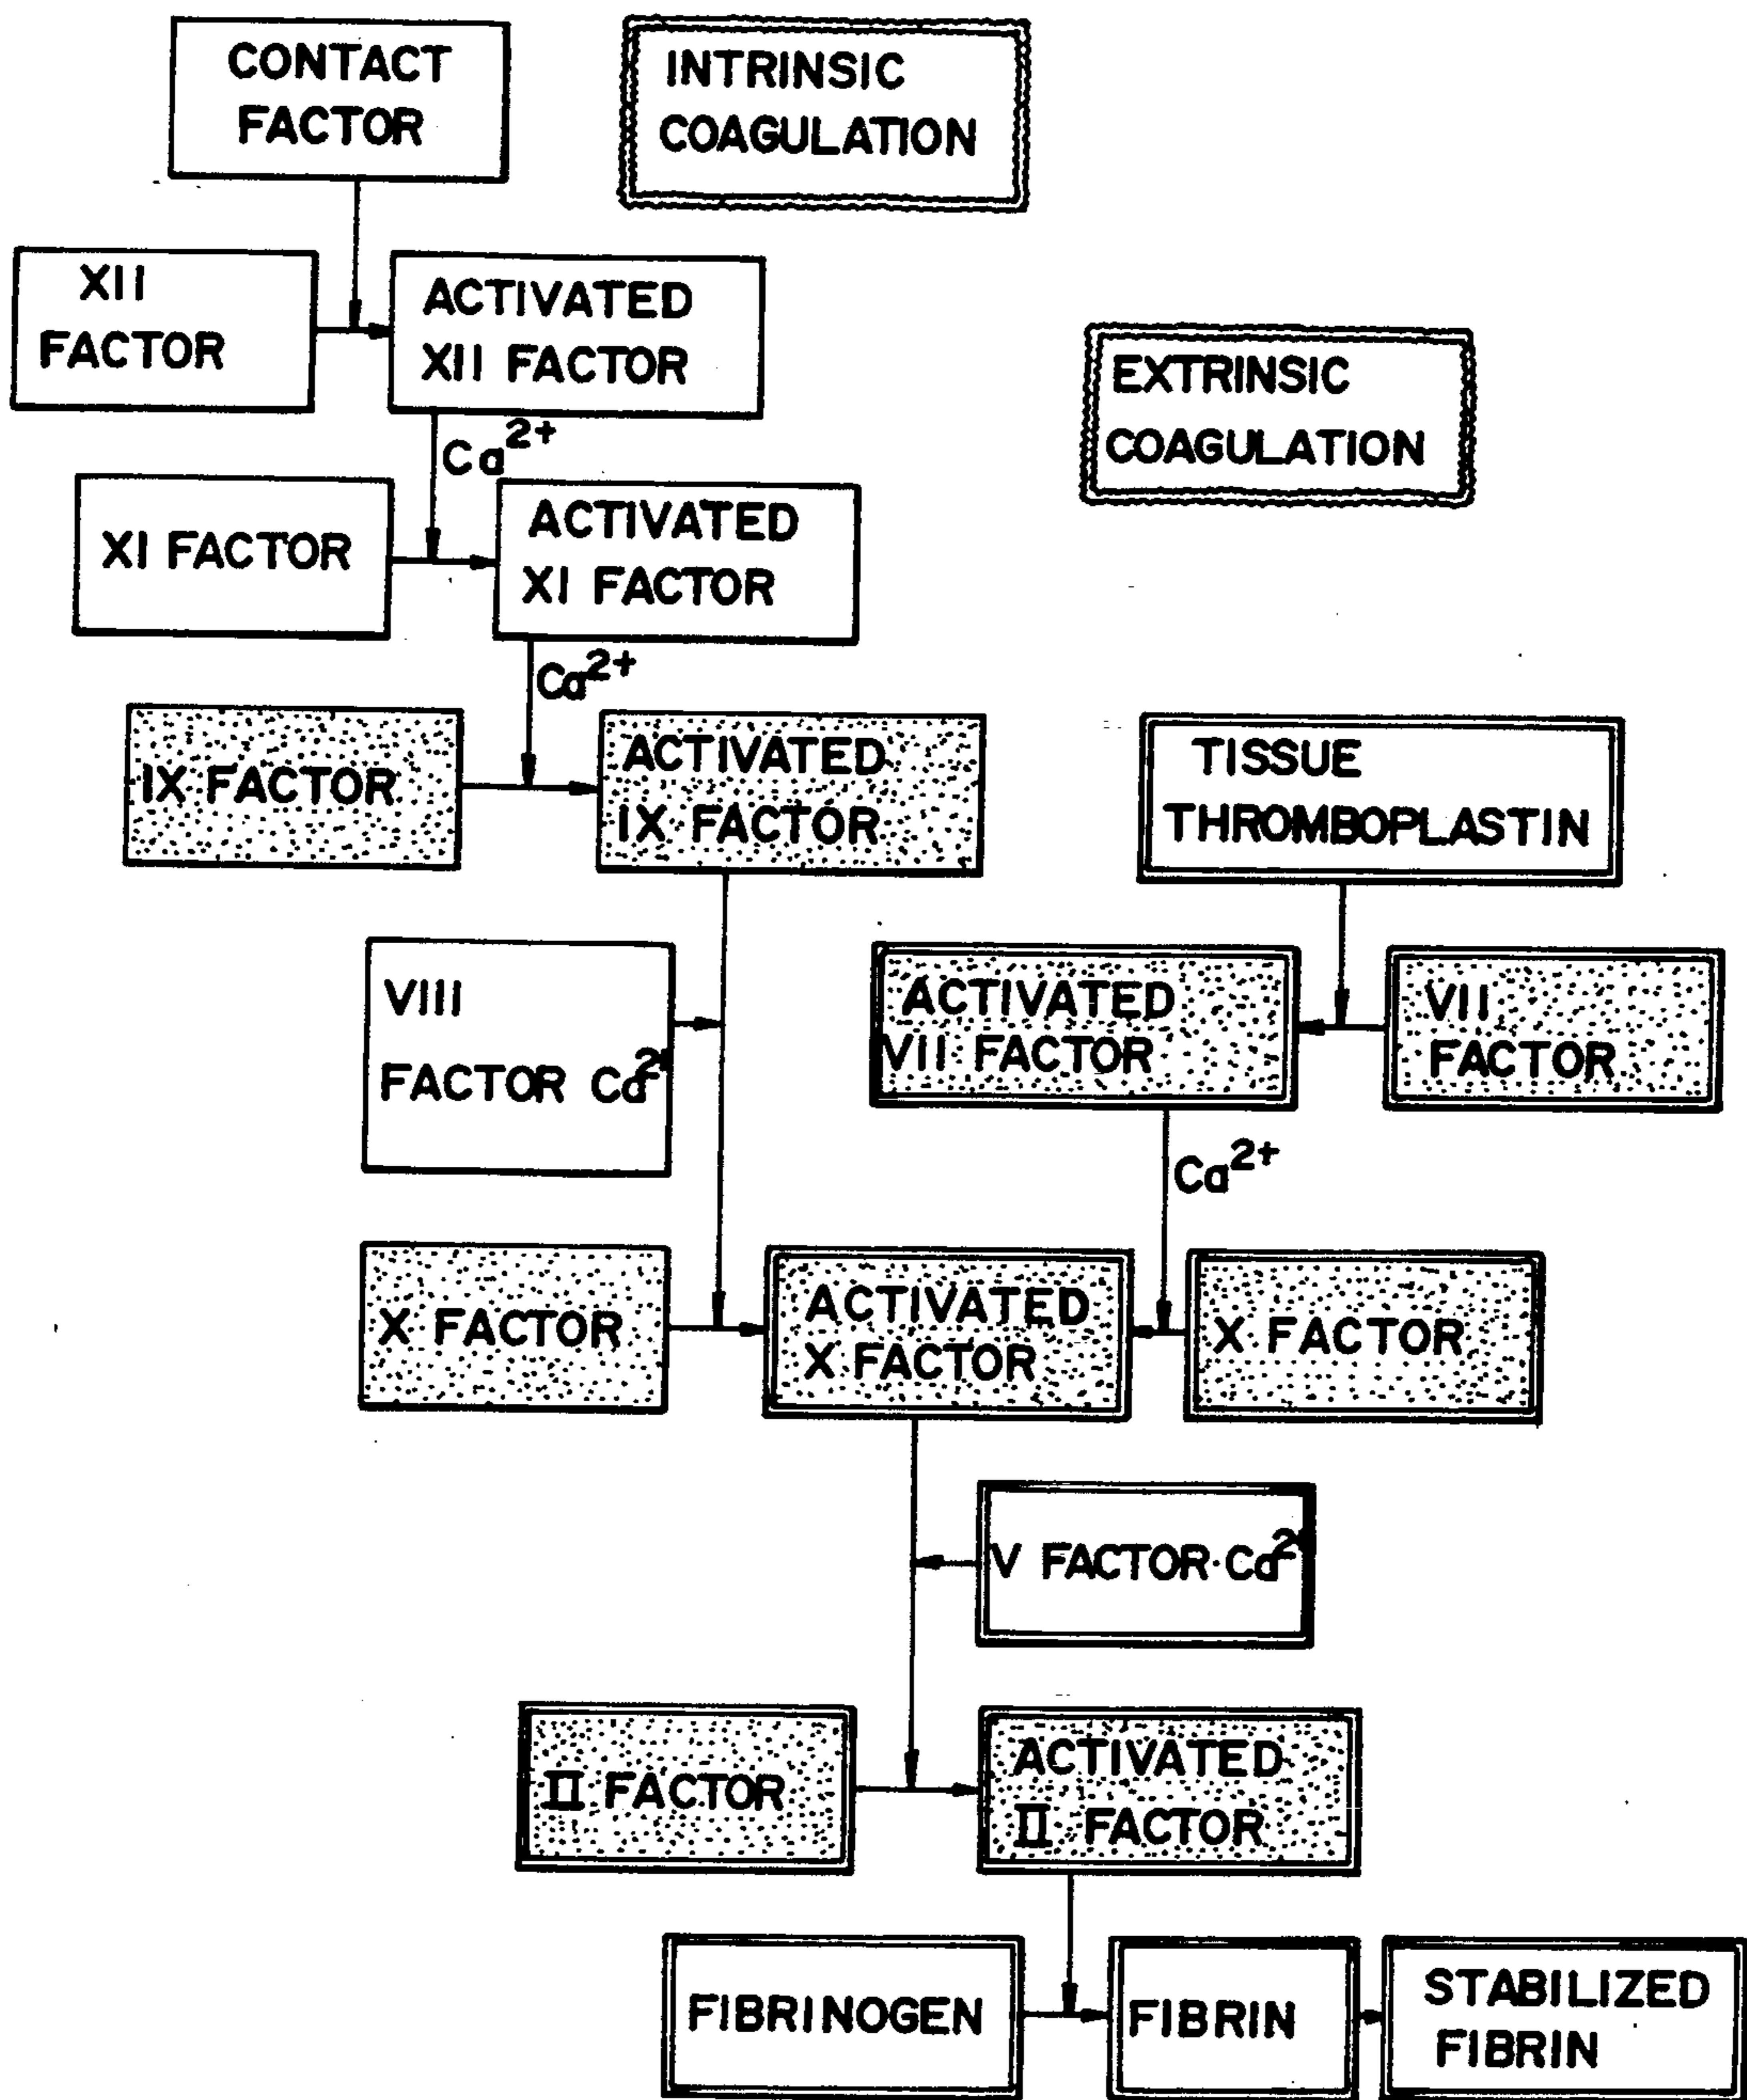 CONTACT
FACTOR
INTRINSIC
COAGULATION
XII
FACTOR
ACTIVATED
XII FACTOR
EXTRINSIC
COAGULATION
Ca2+
XI FACTOR
ACTIVATED
XI FACTOR
Ca2+
IX FACTOR
ACTIVATED
IX FACTOR
TISSUE
THROMBOPLASTIN
VIII
FACTOR Ca2+
ACTIVATED
VII FACTOR
VII
FACTOR
Ca2+
X FACTOR
ACTIVATED
X FACTOR
X FACTOR
V FACTOR·Ca2+
II FACTOR
ACTIVATED
II FACTOR
FIBRINOGEN
FIBRIN
STABILIZED
FIBRIN